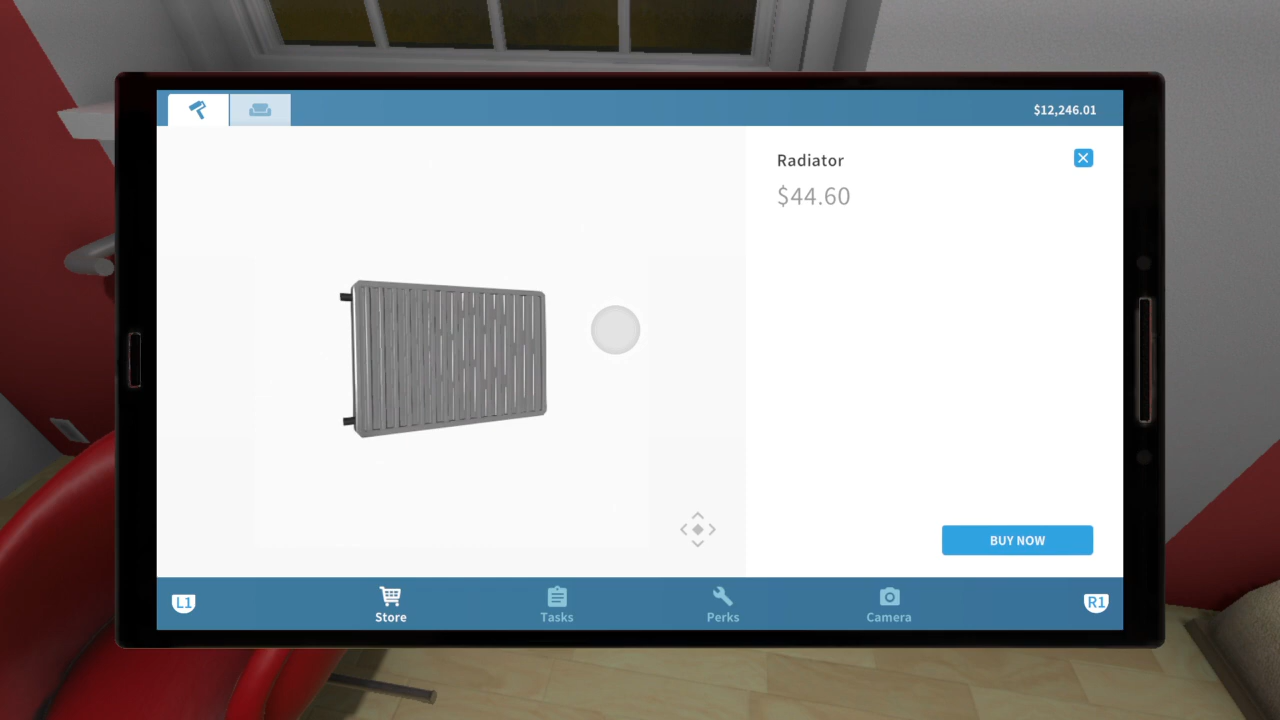 $12,246.01
Radiator
$44.60
BUY NOW
L1
Store
Tasks
Perks
Camera
R1